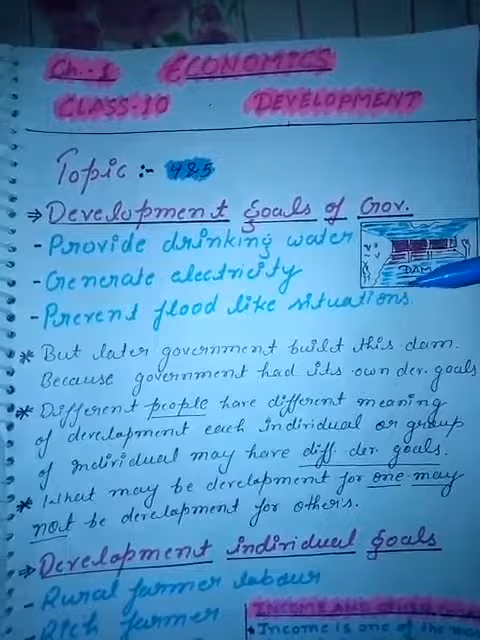 Ch.-1 ECONOMICS
CLASS-10 DEVELOPMENT
Topic :- 4&5
⇒ Development Goals of Gov.
- Provide drinking water
- Generate electricity
- Prevent flood like situations.
DAM
* But later government built this dam.
Because government had its own dev. goals
* Different people have different meaning
of development each individual or group
of individual may have diff. dev. goals.
* What may be development for one may
not be development for other's.
⇒ Development individual Goals
- Rural farmer labour
- Rich farmer
INCOME AND OTHER
• Income is one of the